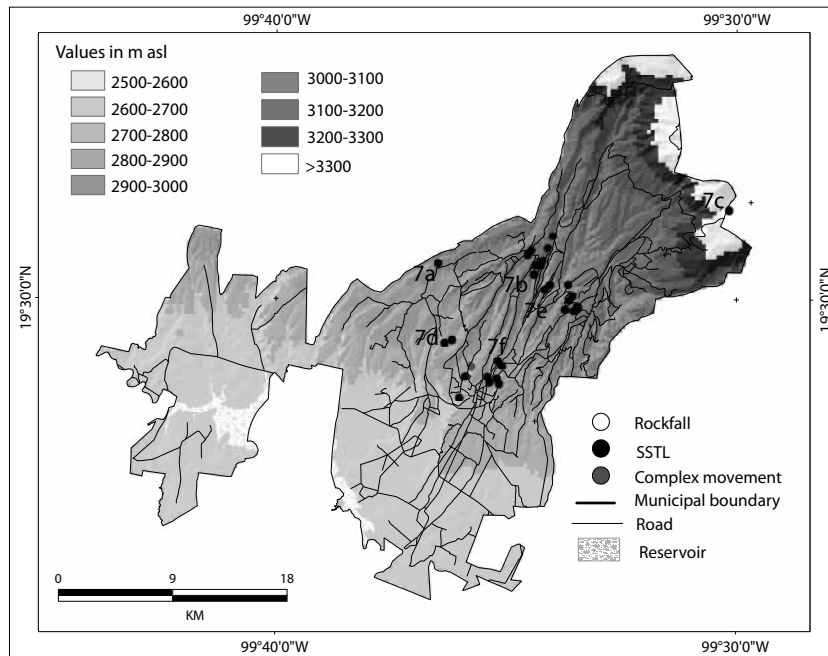 99°40'0"W
99°30'0"W
Values in m asl
2500-2600
2600-2700
2700-2800
2800-2900
2900-3000
3000-3100
3100-3200
3200-3300
>3300
7c
7a
7b
7e
7d
7f
19°30'0"N
19°30'0"N
Rockfall
SSTL
Complex movement
Municipal boundary
Road
Reservoir
0
9
18
KM
99°40'0"W
99°30'0"W